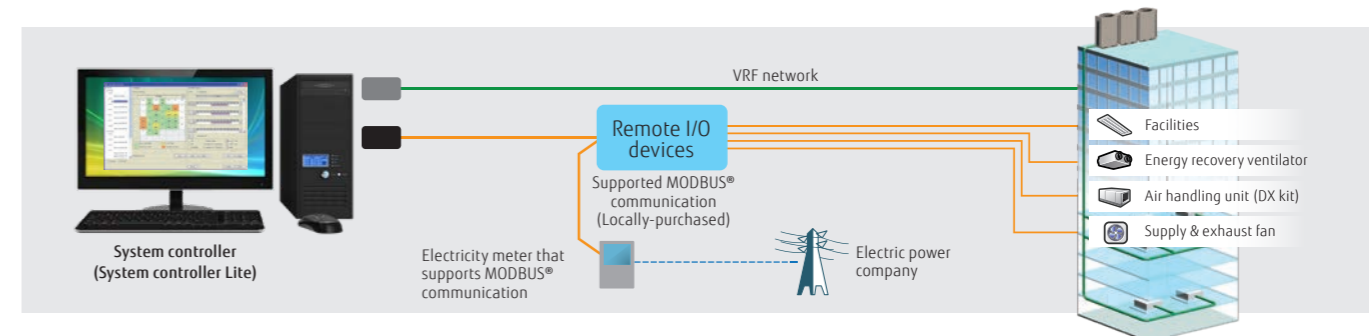 VRF network
Remote I/O
devices
Supported MODBUS®
communication
(Locally-purchased)
System controller
(System controller Lite)
Electricity meter that
supports MODBUS®
communication
Electric power
company
Facilities
Energy recovery ventilator
Air handling unit (DX kit)
Supply & exhaust fan